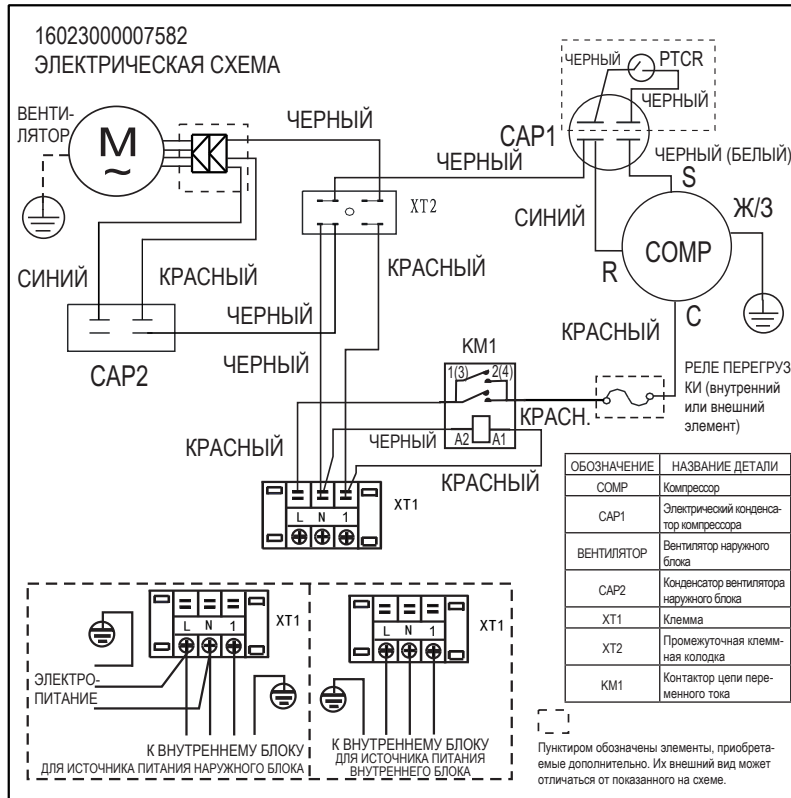 16023000007582
ЭЛЕКТРИЧЕСКАЯ СХЕМА
ВЕНТИ-
ЛЯТОР
M
~
ЧЕРНЫЙ
ЧЕРНЫЙ
PTCR
ЧЕРНЫЙ
CAP1
ЧЕРНЫЙ
ЧЕРНЫЙ (БЕЛЫЙ)
S
XT2
СИНИЙ
Ж/З
COMP
R
C
СИНИЙ
КРАСНЫЙ
КРАСНЫЙ
ЧЕРНЫЙ
CAP2
ЧЕРНЫЙ
КРАСНЫЙ
KM1
1(3)
2(4)
КРАСН.
A2
A1
ЧЕРНЫЙ
КРАСНЫЙ
КРАСНЫЙ
РЕЛЕ ПЕРЕГРУЗ
КИ (внутренний
или внешний
элемент)
L N 1
XT1
ОБОЗНАЧЕНИЕ НАЗВАНИЕ ДЕТАЛИ
COMP Компрессор
CAP1 Электрический конденса-
тор компрессора
ВЕНТИЛЯТОР Вентилятор наружного
блока
CAP2 Конденсатор вентилятора
наружного блока
XT1 Клемма
XT2 Промежуточная клемм-
ная колодка
KM1 Контактор цепи пере-
менного тока
L N 1
XT1
ЭЛЕКТРО-
ПИТАНИЕ
К ВНУТРЕННЕМУ БЛОКУ
ДЛЯ ИСТОЧНИКА ПИТАНИЯ НАРУЖНОГО БЛОКА
L N 1
XT1
К ВНУТРЕННЕМУ БЛОКУ
ДЛЯ ИСТОЧНИКА ПИТАНИЯ
ВНУТРЕННЕГО БЛОКА
Пунктиром обозначены элементы, приобрета-
емые дополнительно. Их внешний вид может
отличаться от показанного на схеме.